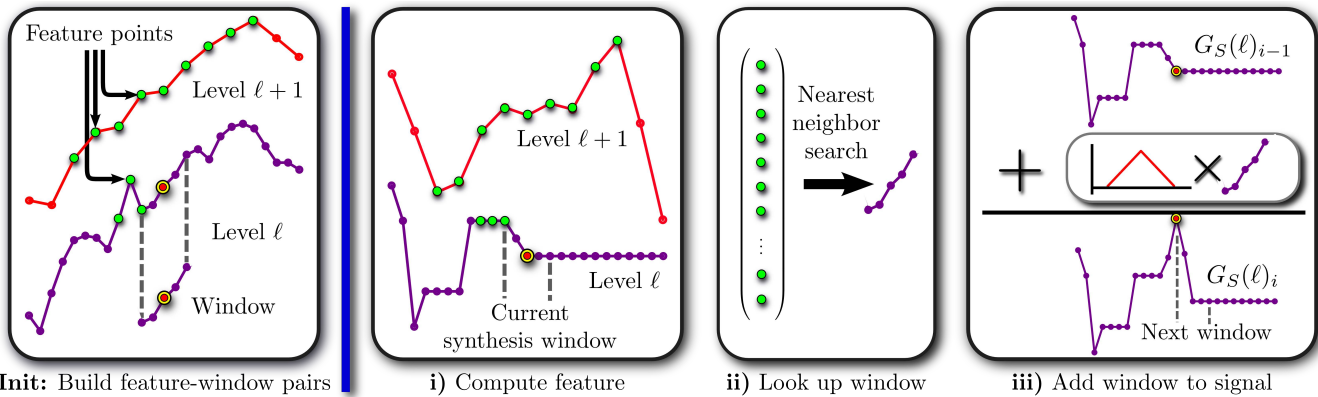 Feature points
Level ℓ + 1
Level ℓ
Window
Init: Build feature-window pairs
Level ℓ + 1
Level ℓ
Current
synthesis window
i) Compute feature
Nearest
neighbor
search
⋮
ii) Look up window
G_S(ℓ)_{i−1}
+
×
G_S(ℓ)_i
Next window
iii) Add window to signal